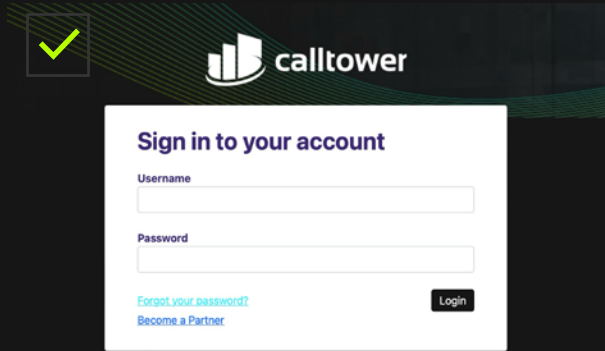 calltower
Sign in to your account
Username
Password
Forgot your password?
Login
Become a Partner